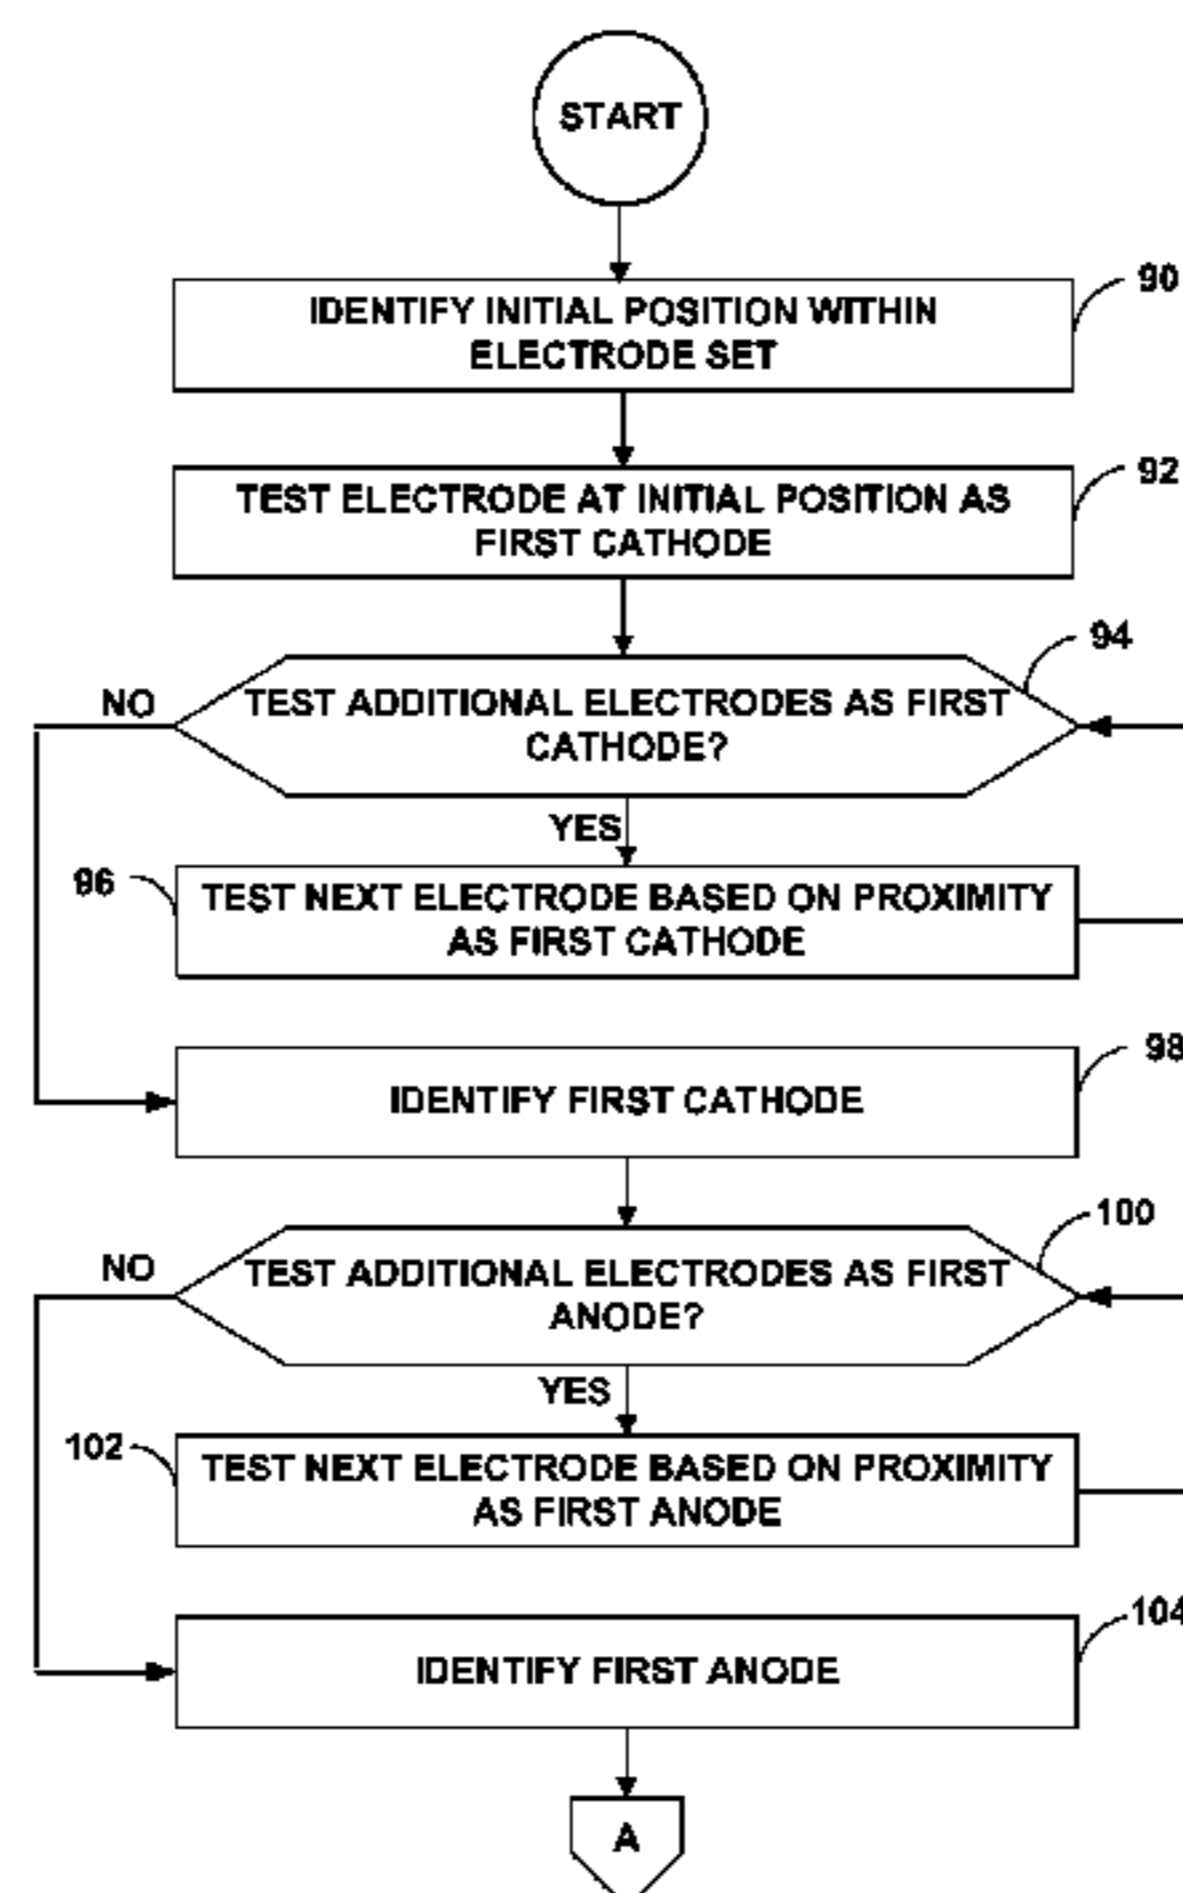 START
90
IDENTIFY INITIAL POSITION WITHIN
ELECTRODE SET
92
TEST ELECTRODE AT INITIAL POSITION AS
FIRST CATHODE
94
NO
TEST ADDITIONAL ELECTRODES AS FIRST
CATHODE?
YES
96
TEST NEXT ELECTRODE BASED ON PROXIMITY
AS FIRST CATHODE
98
IDENTIFY FIRST CATHODE
100
NO
TEST ADDITIONAL ELECTRODES AS FIRST
ANODE?
YES
102
TEST NEXT ELECTRODE BASED ON PROXIMITY
AS FIRST ANODE
104
IDENTIFY FIRST ANODE
A